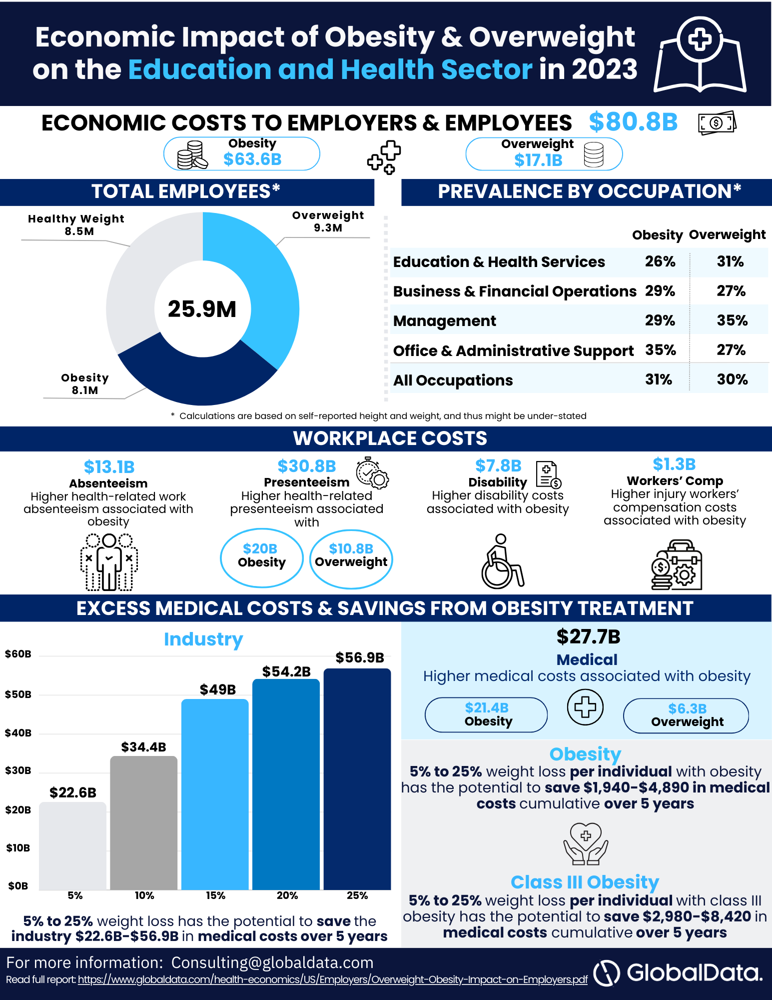 Economic Impact of Obesity & Overweight
on the Education and Health Sector in 2023
ECONOMIC COSTS TO EMPLOYERS & EMPLOYEES $80.8B
Obesity
$63.6B
Overweight
$17.1B
TOTAL EMPLOYEES*
Healthy Weight
8.5M
Overweight
9.3M
25.9M
Obesity
8.1M
PREVALENCE BY OCCUPATION*
Obesity Overweight
Education & Health Services 26% 31%
Business & Financial Operations 29% 27%
Management 29% 35%
Office & Administrative Support 35% 27%
All Occupations 31% 30%
* Calculations are based on self-reported height and weight, and thus might be under-stated
WORKPLACE COSTS
$13.1B
Absenteeism
Higher health-related work
absenteeism associated with
obesity
$30.8B
Presenteeism
Higher health-related
presenteeism associated
with
$20B
Obesity
$10.8B
Overweight
$7.8B
Disability
Higher disability costs
associated with obesity
$1.3B
Workers’ Comp
Higher injury workers’
compensation costs
associated with obesity
EXCESS MEDICAL COSTS & SAVINGS FROM OBESITY TREATMENT
Industry
$60B
$50B
$40B
$30B
$20B
$10B
$0B
$22.6B
$34.4B
$49B
$54.2B
$56.9B
5% 10% 15% 20% 25%
5% to 25% weight loss has the potential to save the
industry $22.6B-$56.9B in medical costs over 5 years
$27.7B
Medical
Higher medical costs associated with obesity
$21.4B
Obesity
$6.3B
Overweight
Obesity
5% to 25% weight loss per individual with obesity
has the potential to save $1,940-$4,890 in medical
costs cumulative over 5 years
Class III Obesity
5% to 25% weight loss per individual with class III
obesity has the potential to save $2,980-$8,420 in
medical costs cumulative over 5 years
For more information: Consulting@globaldata.com
Read full report: https://www.globaldata.com/health-economics/US/Employers/Overweight-Obesity-Impact-on-Employers.pdf
GlobalData.